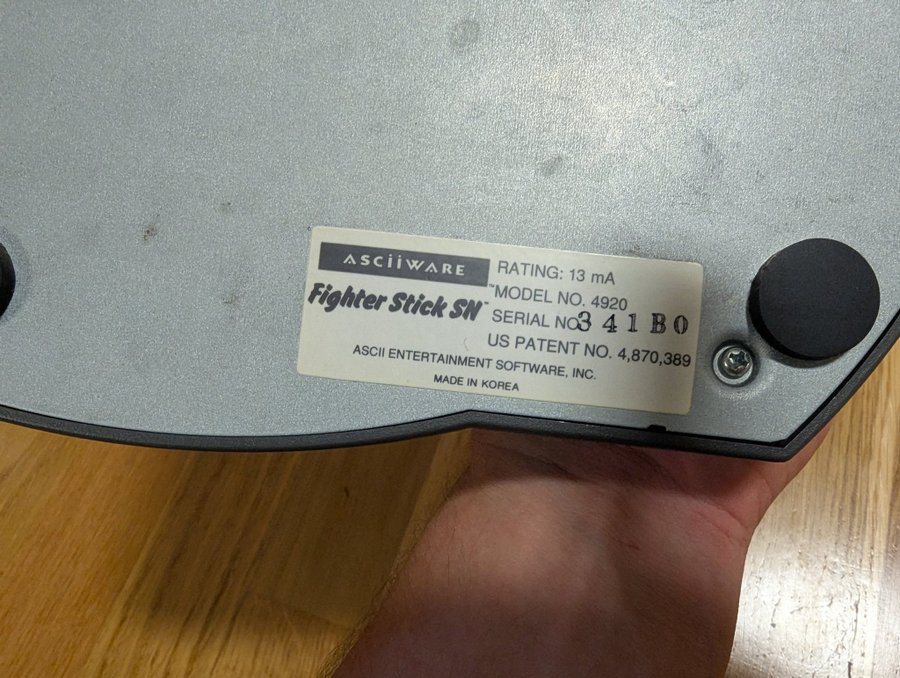 ASCiiWARE
RATING: 13 mA
Fighter Stick SN™
™MODEL NO. 4920
SERIAL NO. 341B0
US PATENT NO. 4,870,389
ASCII ENTERTAINMENT SOFTWARE, INC.
MADE IN KOREA